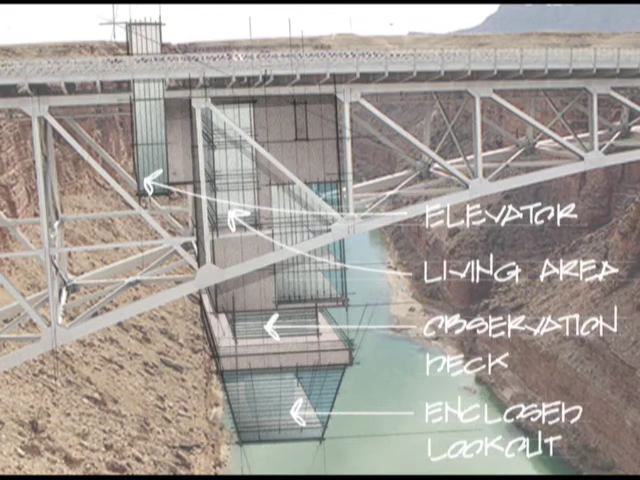 ELEVATOR
LIVING AREA
OBSERVATION
DECK
ENCLOSED
LOOKOUT